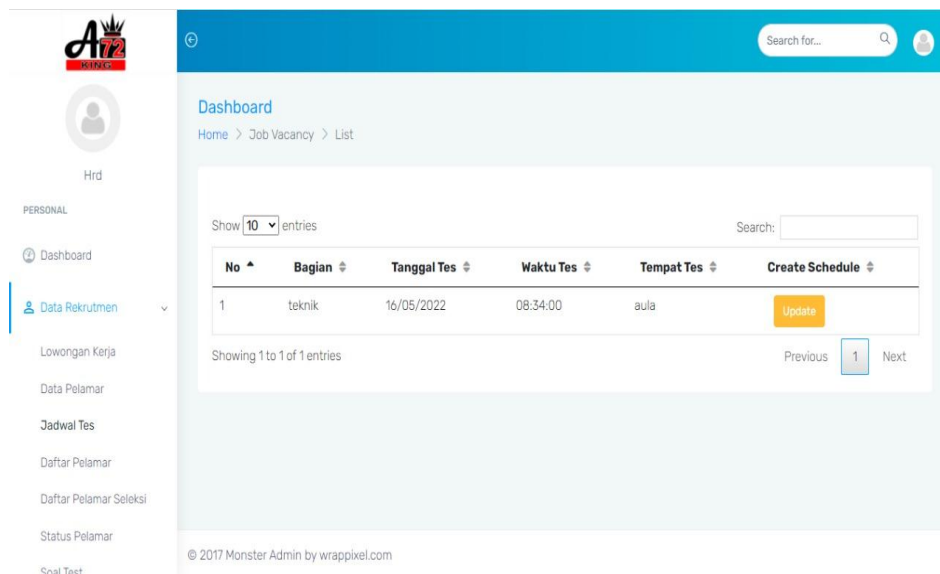 A72
KING
Search for...
Hrd
PERSONAL
Dashboard
Data Rekrutmen
Lowongan Kerja
Data Pelamar
Jadwal Tes
Daftar Pelamar
Daftar Pelamar Seleksi
Status Pelamar
Soal Test
Dashboard
Home > Job Vacancy > List
Show 10 entries
Search:
No Bagian Tanggal Tes Waktu Tes Tempat Tes Create Schedule
1 teknik 16/05/2022 08:34:00 aula Update
Showing 1 to 1 of 1 entries
Previous 1 Next
© 2017 Monster Admin by wrappixel.com